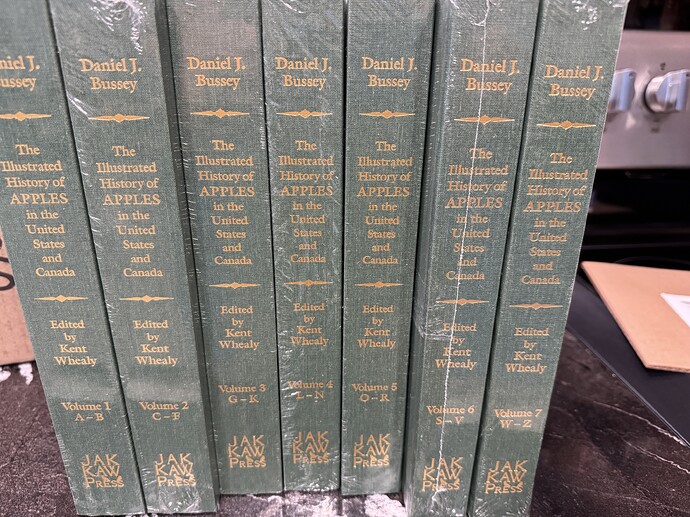 niel J.
ussey
The
Illustrated
History of
APPLES
in the
United
States
and
Canada
Edited
by
Kent
Whealy
Volume 1
A-B
JAK
KAW
PRESS
Daniel J.
Bussey
The
Illustrated
History of
APPLES
in the
United
States
and
Canada
Edited
by
Kent
Whealy
Volume 2
C-F
JAK
KAW
PRESS
Daniel J.
Bussey
The
Illustrated
History of
APPLES
in the
United
States
and
Canada
Edited
by
Kent
Whealy
Volume 3
G-K
JAK
KAW
PRESS
Daniel J.
Bussey
The
Illustrated
History of
APPLES
in the
United
States
and
Canada
Edited
by
Kent
Whealy
Volume 4
L-N
JAK
KAW
PRESS
Daniel J.
Bussey
The
Illustrated
History of
APPLES
in the
United
States
and
Canada
Edited
by
Kent
Whealy
Volume 5
O-R
JAK
KAW
PRESS
Daniel J.
Bussey
The
Illustrated
History of
APPLES
in the
United
States
and
Canada
Edited
by
Kent
Whealy
Volume 6
S-V
JAK
KAW
PRESS
Daniel J.
Bussey
The
Illustrated
History of
APPLES
in the
United
States
and
Canada
Edited
by
Kent
Whealy
Volume 7
W-Z
JAK
KAW
PRESS